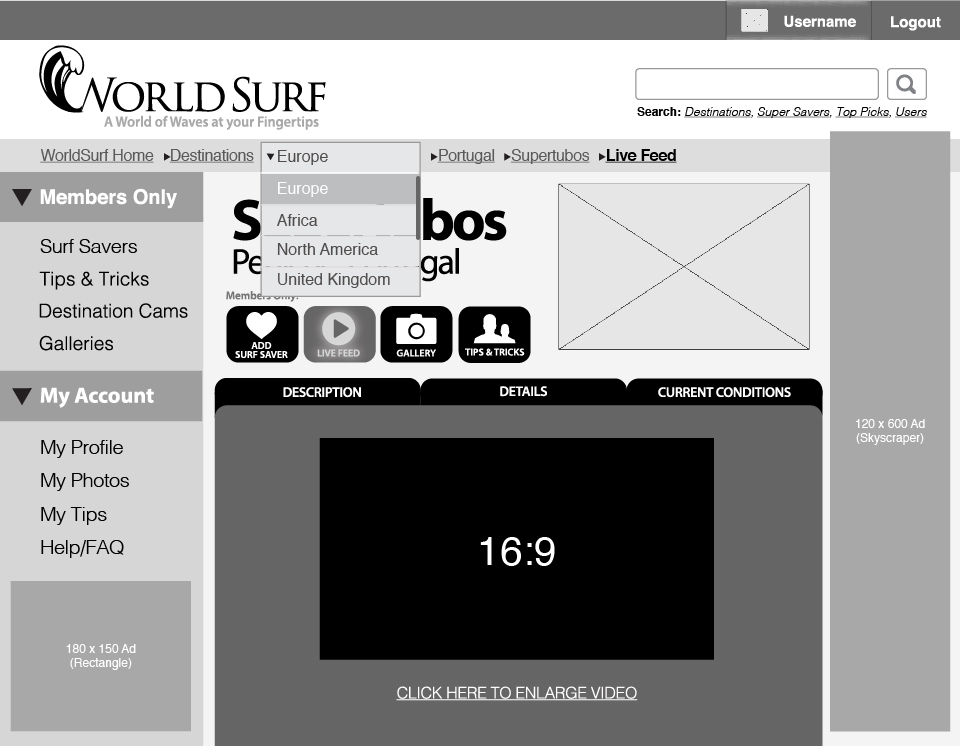 Username Logout
WORLD SURF
A World of Waves at your Fingertips
Search: Destinations, Super Savers, Top Picks, Users
WorldSurf Home Destinations Europe Portugal Supertubos Live Feed
Europe
Africa
North America
United Kingdom
Members Only
Surf Savers
Tips & Tricks
Destination Cams
Galleries
My Account
My Profile
My Photos
My Tips
Help/FAQ
180 x 150 Ad
(Rectangle)
S bos
Pe gal
Members Only:
ADD
SURF SAVER
LIVE FEED
GALLERY
TIPS & TRICKS
DESCRIPTION DETAILS CURRENT CONDITIONS
16:9
CLICK HERE TO ENLARGE VIDEO
120 x 600 Ad
(Skyscraper)